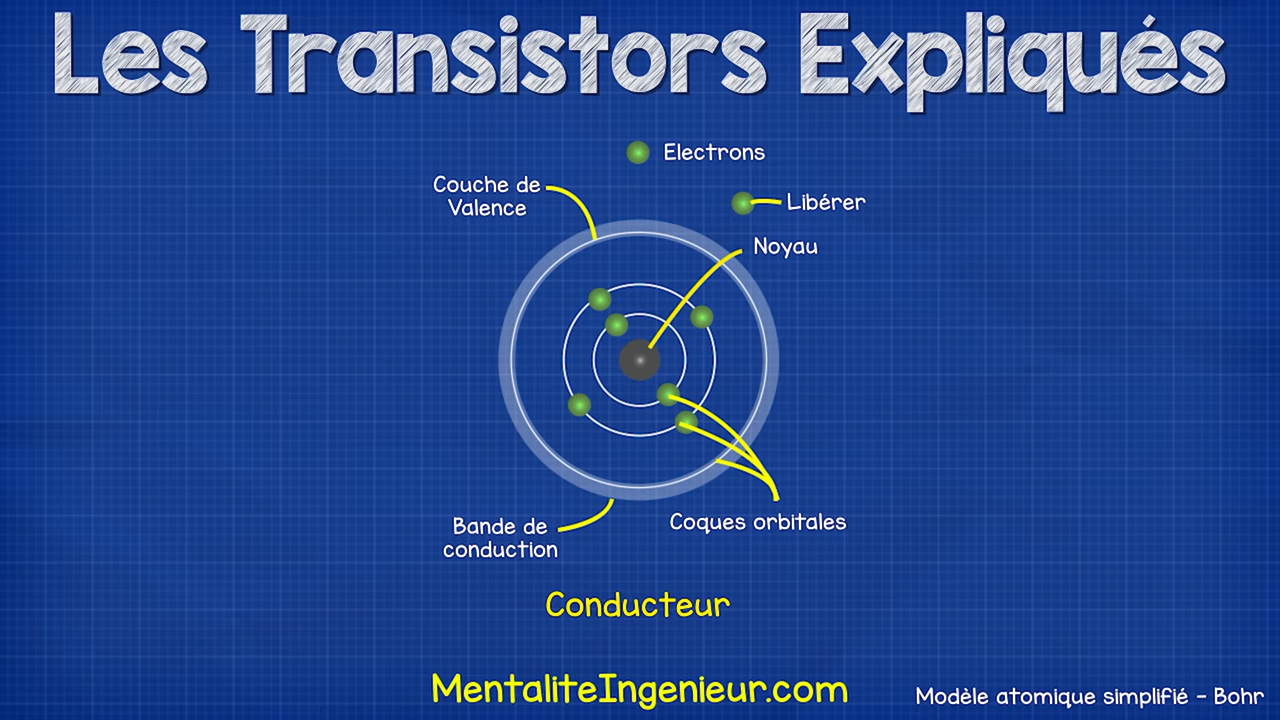 Les Transistors Expliqués
Electrons
Couche de
Valence
Libérer
Noyau
Coques orbitales
Bande de
conduction
Conducteur
MentaliteIngenieur.com
Modèle atomique simplifié - Bohr